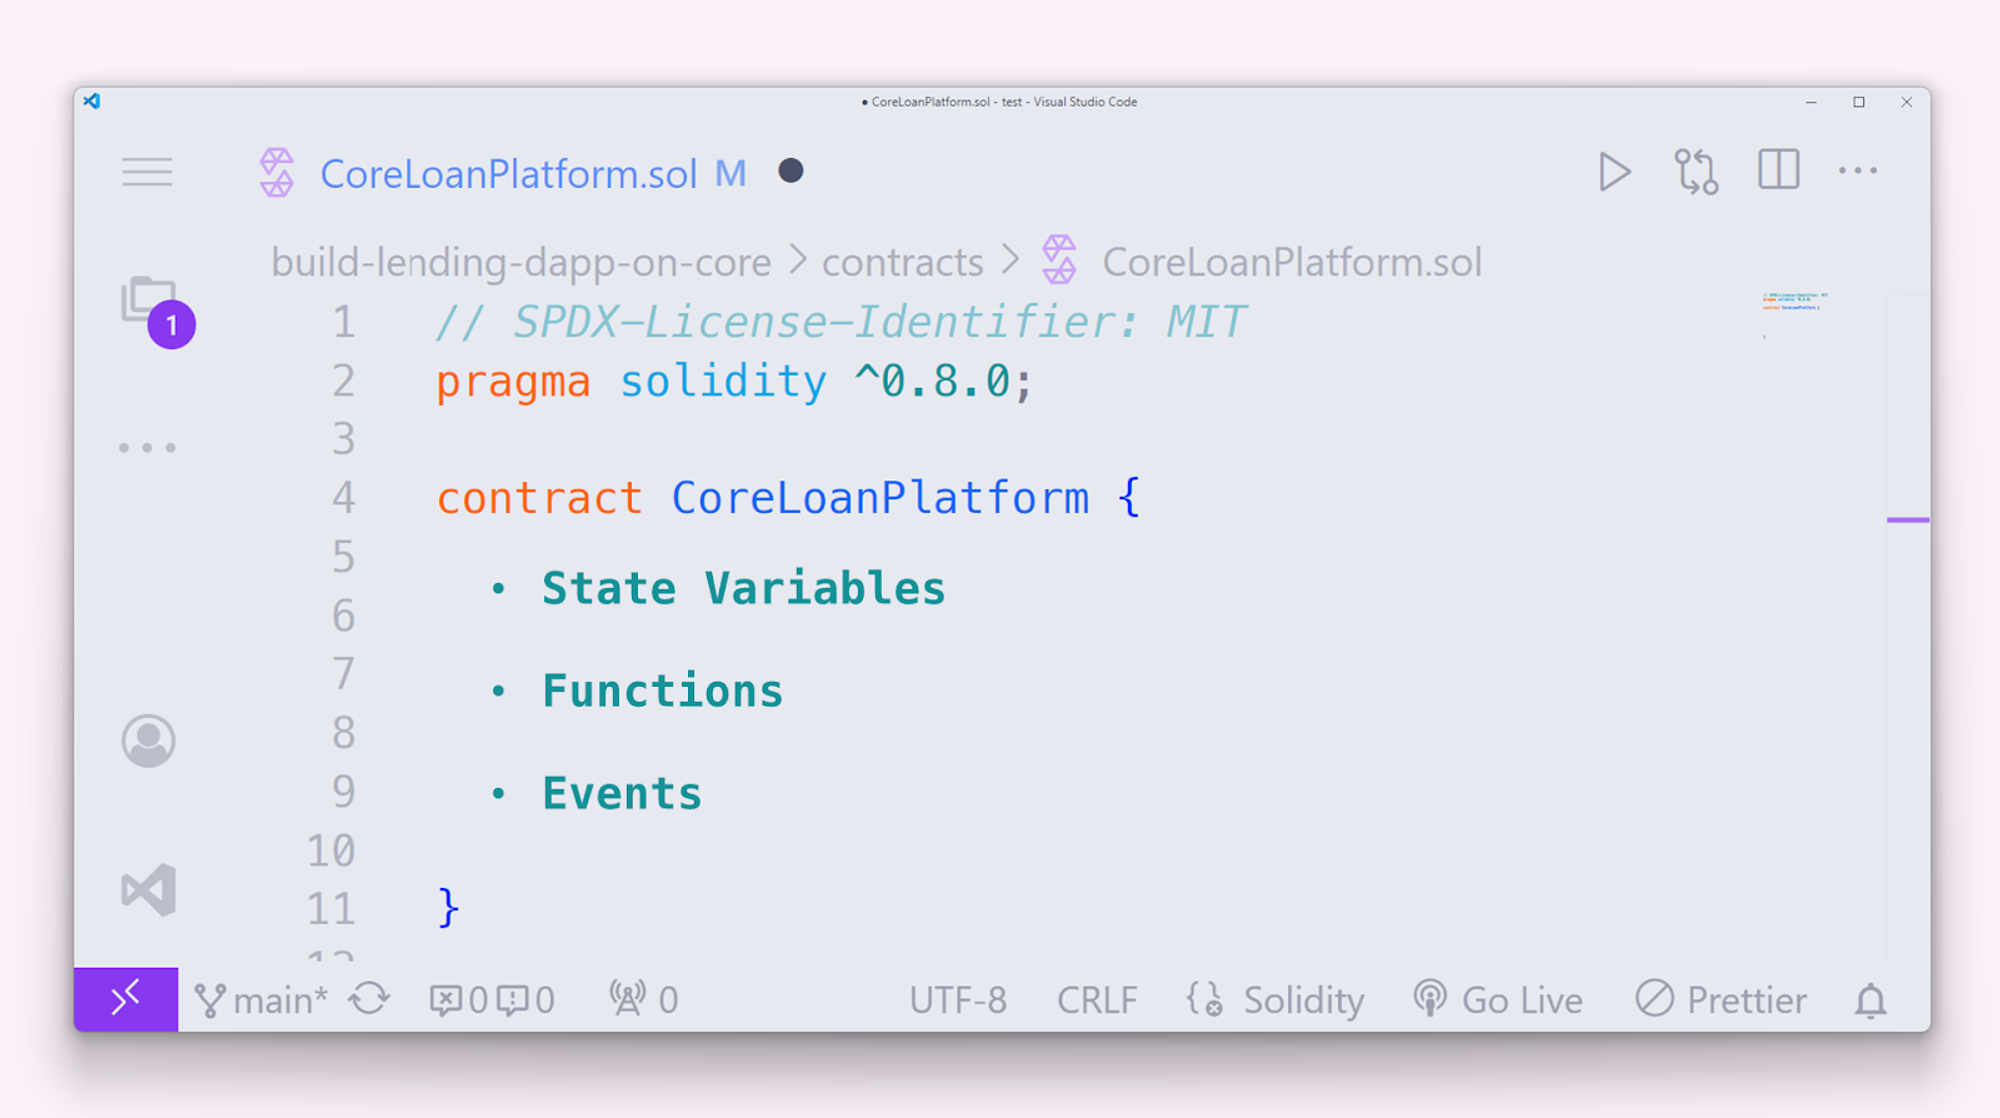 ● CoreLoanPlatform.sol - test - Visual Studio Code
CoreLoanPlatform.sol M
build-lending-dapp-on-core > contracts > CoreLoanPlatform.sol
1
1 // SPDX-License-Identifier: MIT
2 pragma solidity ^0.8.0;
3
4 contract CoreLoanPlatform {
5
• State Variables
6
7
• Functions
8
9
• Events
10
11 }
main* 0 0 0 UTF-8 CRLF Solidity Go Live Prettier